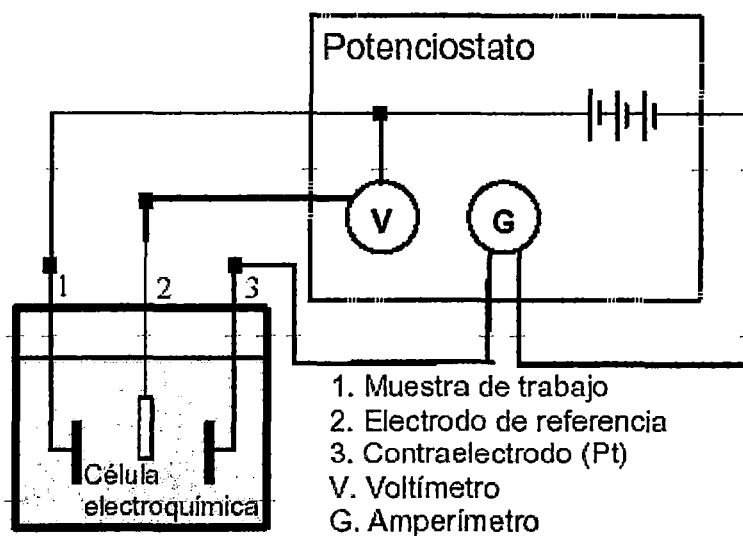 Potenciostato
V
G
1
2
3
Célula
electroquímica
1. Muestra de trabajo
2. Electrodo de referencia
3. Contraelectrodo (Pt)
V. Voltímetro
G. Amperímetro